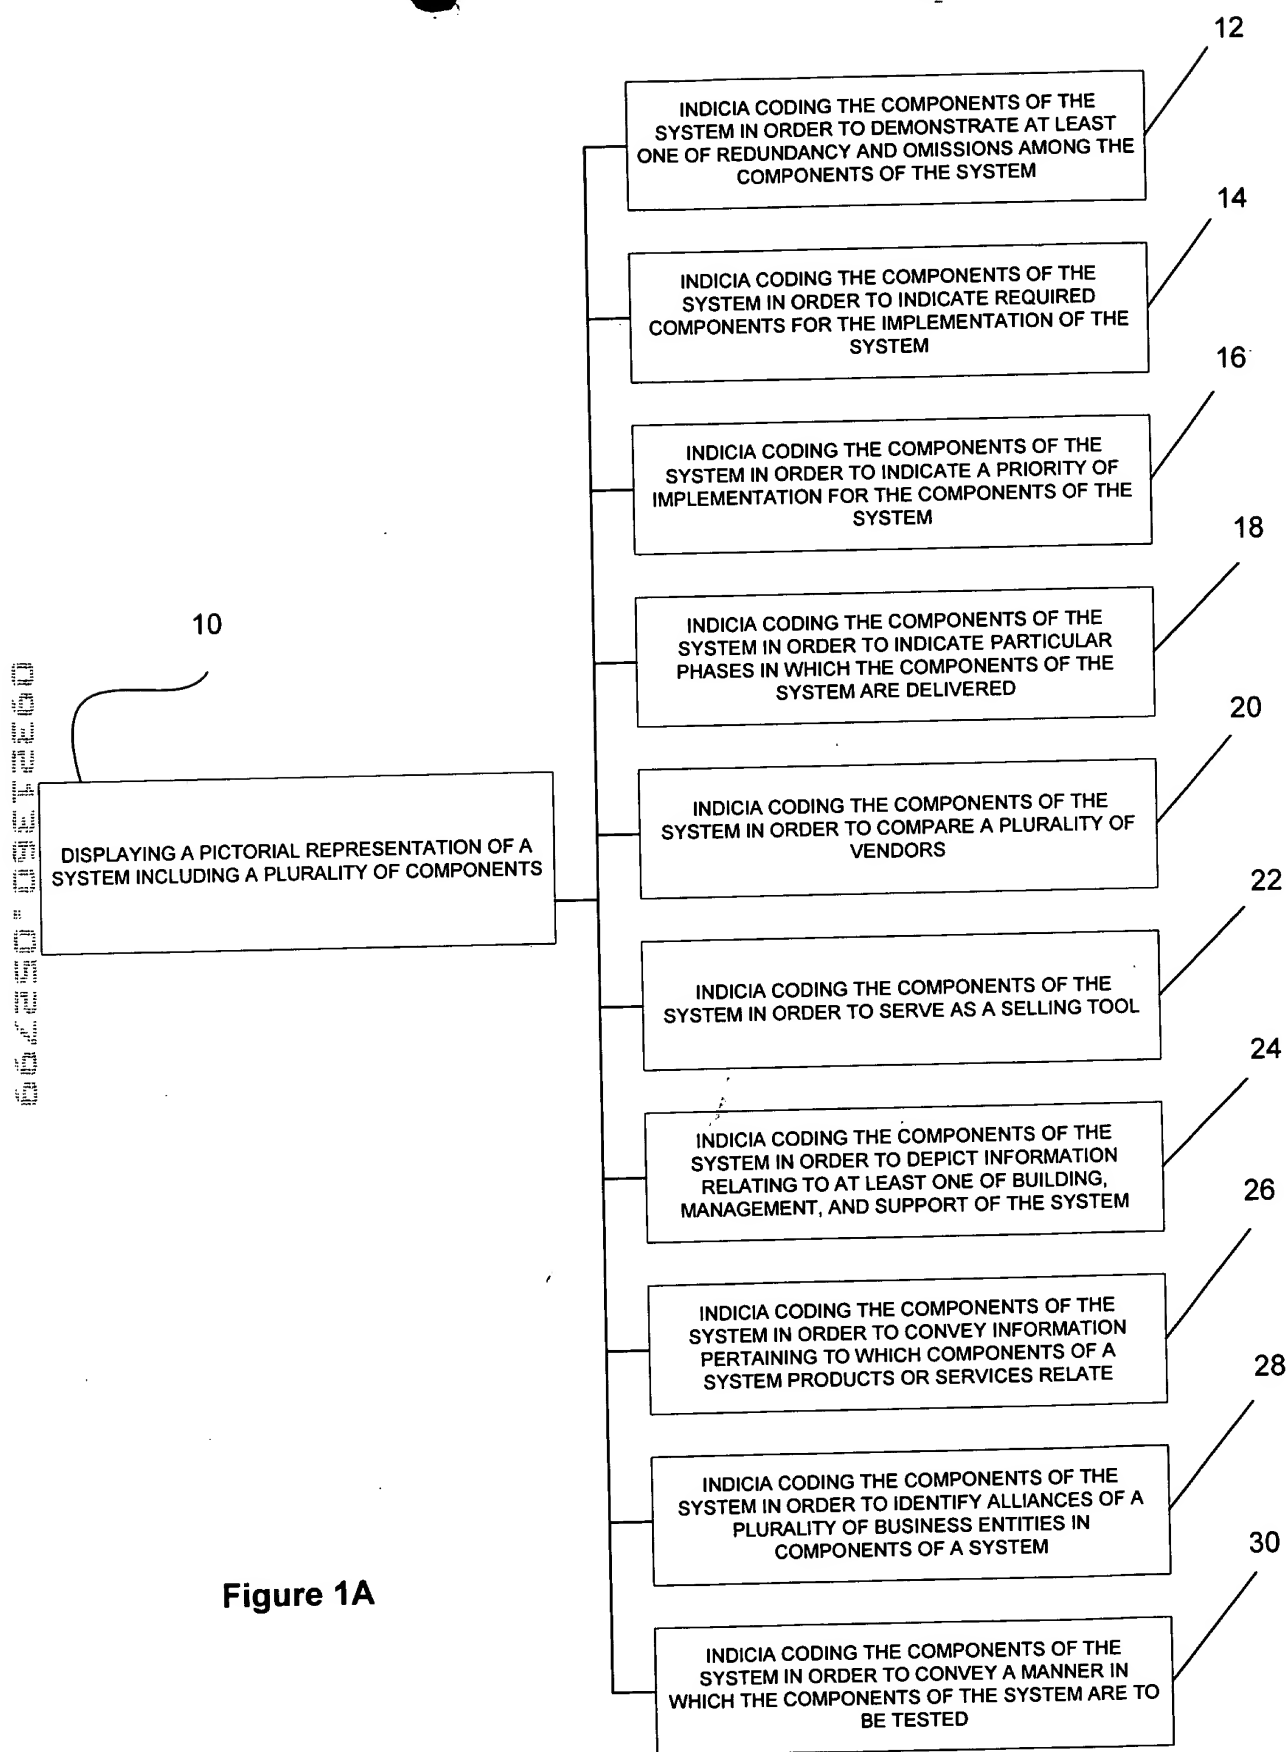 12
INDICIA CODING THE COMPONENTS OF THE
SYSTEM IN ORDER TO DEMONSTRATE AT LEAST
ONE OF REDUNDANCY AND OMISSIONS AMONG THE
COMPONENTS OF THE SYSTEM
14
INDICIA CODING THE COMPONENTS OF THE
SYSTEM IN ORDER TO INDICATE REQUIRED
COMPONENTS FOR THE IMPLEMENTATION OF THE
SYSTEM
16
INDICIA CODING THE COMPONENTS OF THE
SYSTEM IN ORDER TO INDICATE A PRIORITY OF
IMPLEMENTATION FOR THE COMPONENTS OF THE
SYSTEM
18
INDICIA CODING THE COMPONENTS OF THE
SYSTEM IN ORDER TO INDICATE PARTICULAR
PHASES IN WHICH THE COMPONENTS OF THE
SYSTEM ARE DELIVERED
10
DISPLAYING A PICTORIAL REPRESENTATION OF A
SYSTEM INCLUDING A PLURALITY OF COMPONENTS
09321360.052799
20
INDICIA CODING THE COMPONENTS OF THE
SYSTEM IN ORDER TO COMPARE A PLURALITY OF
VENDORS
22
INDICIA CODING THE COMPONENTS OF THE
SYSTEM IN ORDER TO SERVE AS A SELLING TOOL
24
INDICIA CODING THE COMPONENTS OF THE
SYSTEM IN ORDER TO DEPICT INFORMATION
RELATING TO AT LEAST ONE OF BUILDING,
MANAGEMENT, AND SUPPORT OF THE SYSTEM
26
INDICIA CODING THE COMPONENTS OF THE
SYSTEM IN ORDER TO CONVEY INFORMATION
PERTAINING TO WHICH COMPONENTS OF A
SYSTEM PRODUCTS OR SERVICES RELATE
28
INDICIA CODING THE COMPONENTS OF THE
SYSTEM IN ORDER TO IDENTIFY ALLIANCES OF A
PLURALITY OF BUSINESS ENTITIES IN
COMPONENTS OF A SYSTEM
30
INDICIA CODING THE COMPONENTS OF THE
SYSTEM IN ORDER TO CONVEY A MANNER IN
WHICH THE COMPONENTS OF THE SYSTEM ARE TO
BE TESTED
Figure 1A